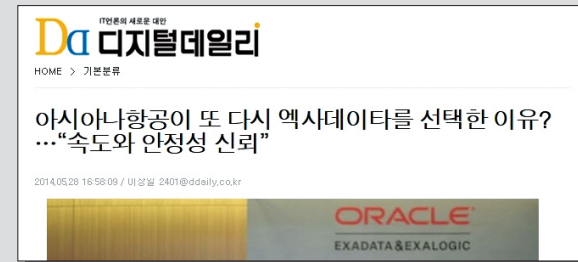 IT언론의 새로운 대안
Dd 디지털데일리
HOME > 기본분류
아시아나항공이 또 다시 엑사데이타를 선택한 이유?
…“속도와 안정성 신뢰”
2014.05.28 16:58:09 / 이상일 2401@ddaily.co.kr
ORACLE
EXADATA&EXALOGIC